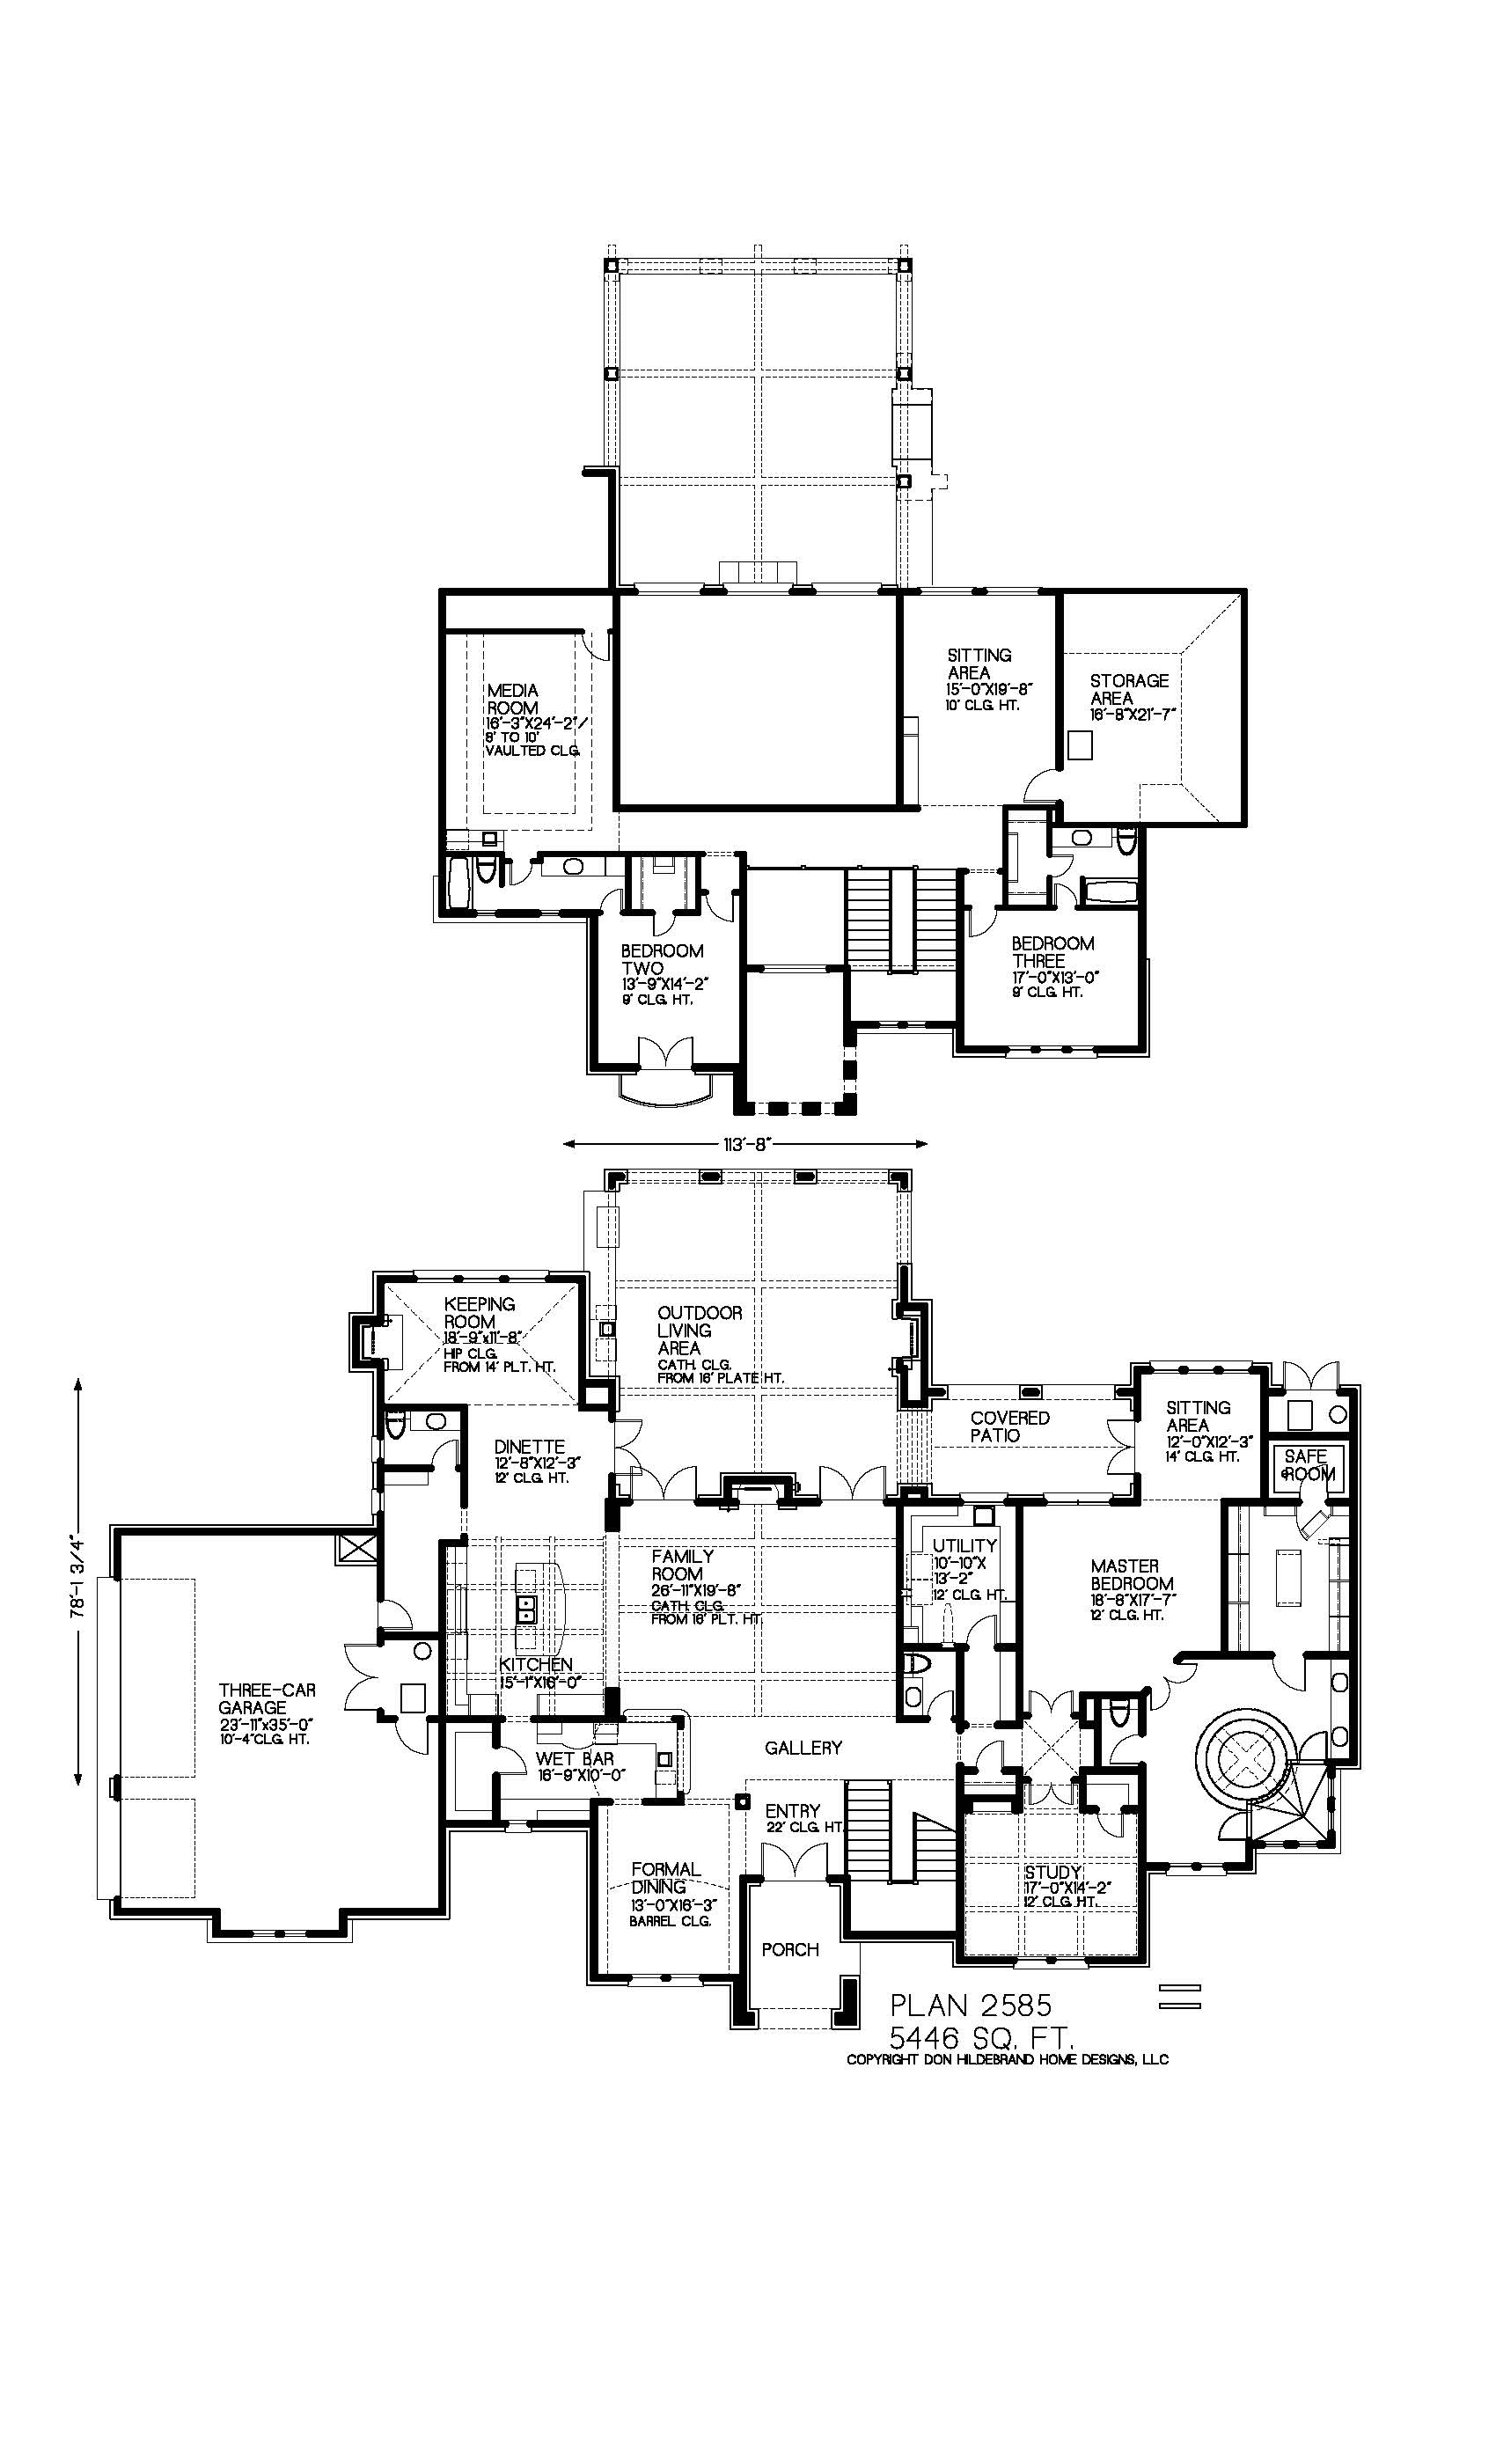 MEDIA
ROOM
16'-3"X24'-2"/
8' TO 10'
VAULTED CLG.
SITTING
AREA
15'-0"X19'-8"
10' CLG. HT.
STORAGE
AREA
16'-8"X21'-7"
BEDROOM
TWO
13'-9"X14'-2"
9' CLG. HT.
BEDROOM
THREE
17'-0"X13'-0"
9' CLG. HT.
113'-8"
KEEPING
ROOM
18'-9"x11'-8"
HIP CLG.
FROM 14' PLT. HT.
OUTDOOR
LIVING
AREA
CATH. CLG.
FROM 16' PLATE HT.
COVERED
PATIO
SITTING
AREA
12'-0"X12'-3"
14' CLG. HT.
SAFE
ROOM
DINETTE
12'-8"X12'-3"
12' CLG. HT.
78'-1 3/4"
FAMILY
ROOM
26'-11"X19'-8"
CATH. CLG.
FROM 16' PLT. HT.
UTILITY
10'-10"X
13'-2"
12' CLG. HT.
MASTER
BEDROOM
18'-8"X17'-7"
12' CLG. HT.
KITCHEN
15'-1"X16'-0"
THREE-CAR
GARAGE
23'-11"x35'-0"
10'-4"CLG. HT.
WET BAR
16'-9"X10'-0"
GALLERY
ENTRY
22' CLG. HT.
FORMAL
DINING
13'-0"X16'-3"
BARREL CLG.
STUDY
17'-0"X14'-2"
12' CLG. HT.
PORCH
PLAN 2585
5446 SQ. FT.
COPYRIGHT DON HILDEBRAND HOME DESIGNS, LLC